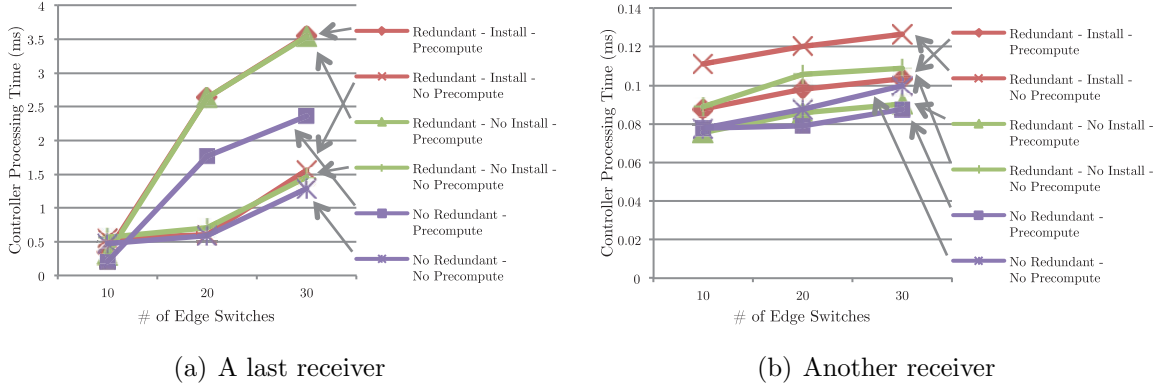 Controller Processing Time (ms)
4
3.5
3
2.5
2
1.5
1
0.5
0
10
20
30
# of Edge Switches
Redundant - Install -
Precompute
Redundant - Install -
No Precompute
Redundant - No Install -
Precompute
Redundant - No Install -
No Precompute
No Redundant -
Precompute
No Redundant -
No Precompute
(a) A last receiver
Controller Processing Time (ms)
0.14
0.12
0.1
0.08
0.06
0.04
0.02
0
10
20
30
# of Edge Switches
Redundant - Install -
Precompute
Redundant - Install -
No Precompute
Redundant - No Install -
Precompute
Redundant - No Install -
No Precompute
No Redundant -
Precompute
No Redundant -
No Precompute
(b) Another receiver